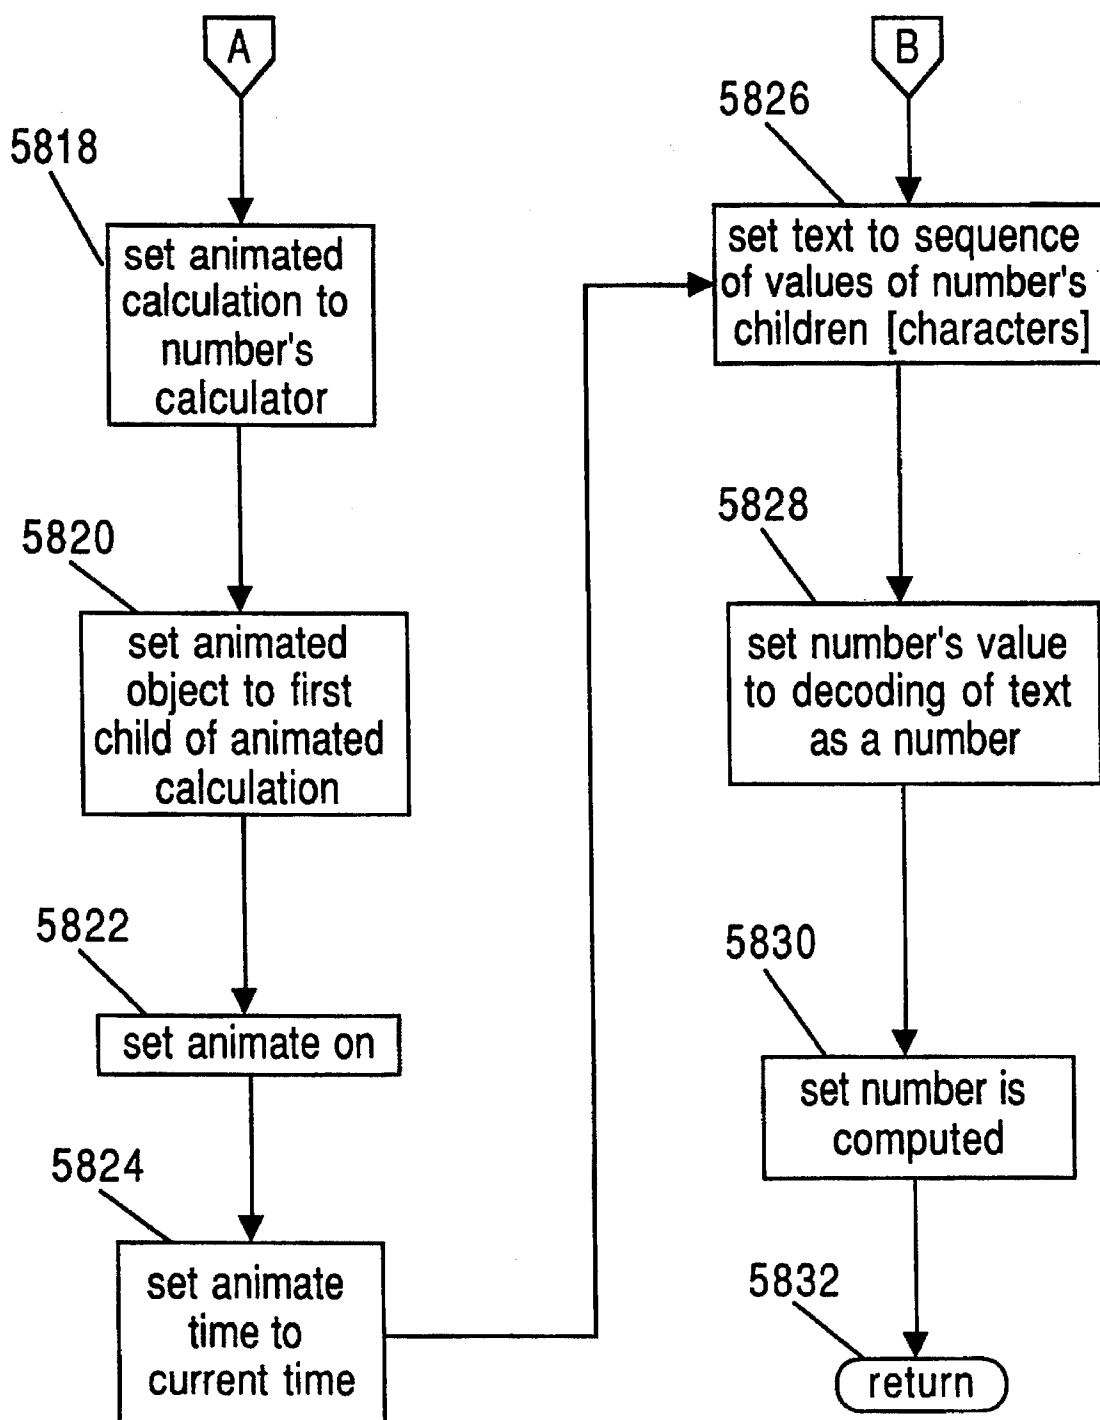 A
5818
set animated
calculation to
number's
calculator
5820
set animated
object to first
child of animated
calculation
5822
set animate on
5824
set animate
time to
current time
B
5826
set text to sequence
of values of number's
children [characters]
5828
set number's value
to decoding of text
as a number
5830
set number is
computed
5832
return